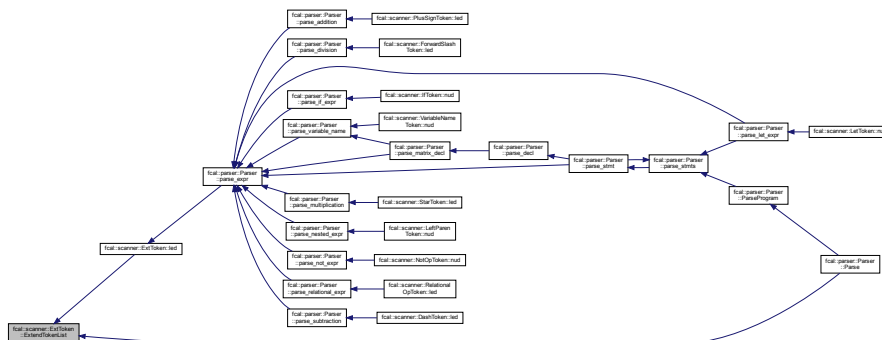 fcal::parser::Parser
::parse_addition
fcal::scanner::PlusSignToken::led
fcal::parser::Parser
::parse_division
fcal::scanner::ForwardSlash
Token::led
fcal::parser::Parser
::parse_if_expr
fcal::scanner::IfToken::nud
fcal::parser::Parser
::parse_variable_name
fcal::scanner::VariableName
Token::nud
fcal::parser::Parser
::parse_matrix_decl
fcal::parser::Parser
::parse_decl
fcal::parser::Parser
::parse_stmt
fcal::parser::Parser
::parse_stmts
fcal::parser::Parser
::parse_let_expr
fcal::scanner::LetToken::nud
fcal::parser::Parser
::parse_expr
fcal::parser::Parser
::parse_multiplication
fcal::scanner::StarToken::led
fcal::parser::Parser
::ParseProgram
fcal::parser::Parser
::parse_nested_expr
fcal::scanner::LeftParen
Token::nud
fcal::scanner::ExtToken::led
fcal::parser::Parser
::parse_not_expr
fcal::scanner::NotOpToken::nud
fcal::parser::Parser
::Parse
fcal::parser::Parser
::parse_relational_expr
fcal::scanner::Relational
OpToken::led
fcal::parser::Parser
::parse_subtraction
fcal::scanner::DashToken::led
fcal::scanner::ExtToken
::ExtendTokenList